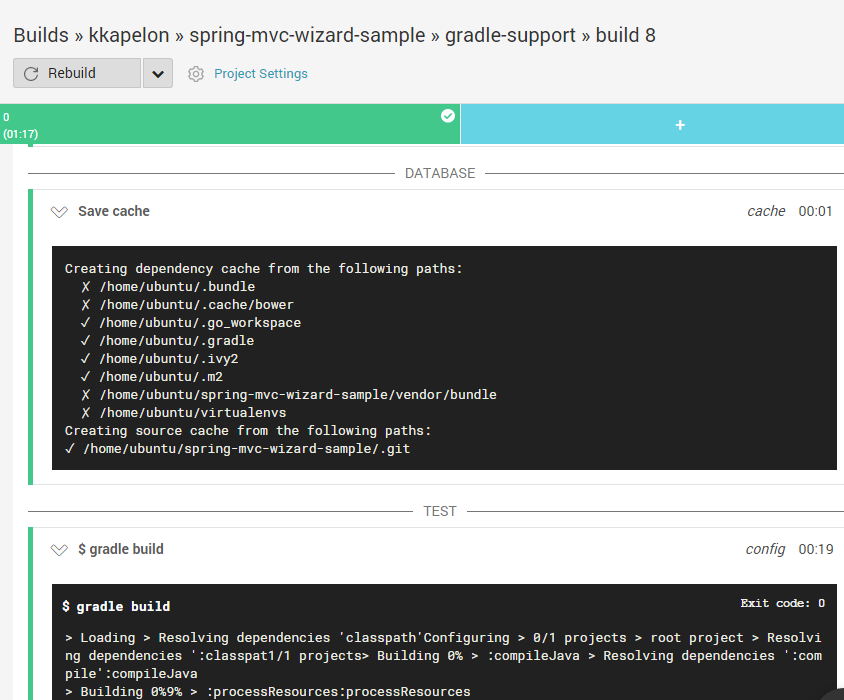 Builds » kkapelon » spring-mvc-wizard-sample » gradle-support » build 8
Rebuild
Project Settings
0
(01:17)
+
DATABASE
Save cache cache 00:01
Creating dependency cache from the following paths:
✗ /home/ubuntu/.bundle
✗ /home/ubuntu/.cache/bower
✓ /home/ubuntu/.go_workspace
✓ /home/ubuntu/.gradle
✓ /home/ubuntu/.ivy2
✓ /home/ubuntu/.m2
✗ /home/ubuntu/spring-mvc-wizard-sample/vendor/bundle
✗ /home/ubuntu/virtualenvs
Creating source cache from the following paths:
✓ /home/ubuntu/spring-mvc-wizard-sample/.git
TEST
$ gradle build config 00:19
$ gradle build Exit code: 0
> Loading > Resolving dependencies 'classpath'Configuring > 0/1 projects > root project > Resolvi
ng dependencies ':classpat1/1 projects> Building 0% > :compileJava > Resolving dependencies ':com
pile':compileJava
> Building 0%9% > :processResources:processResources